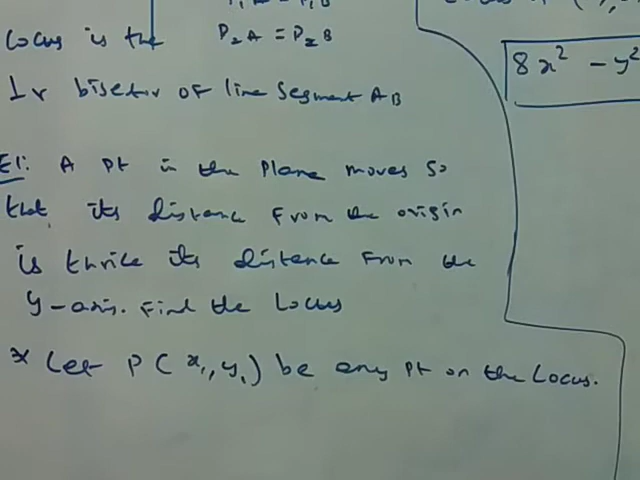 P₁A = P₁B
Locus is the P₂A = P₂B
⊥r bisector of line segment AB
E1: A pt in the plane moves so
that its distance from the origin
is thrice its distance from the
y-axis. Find the Locus
* Let P(x₁, y₁) be any pt on the Locus.
8x² - y²